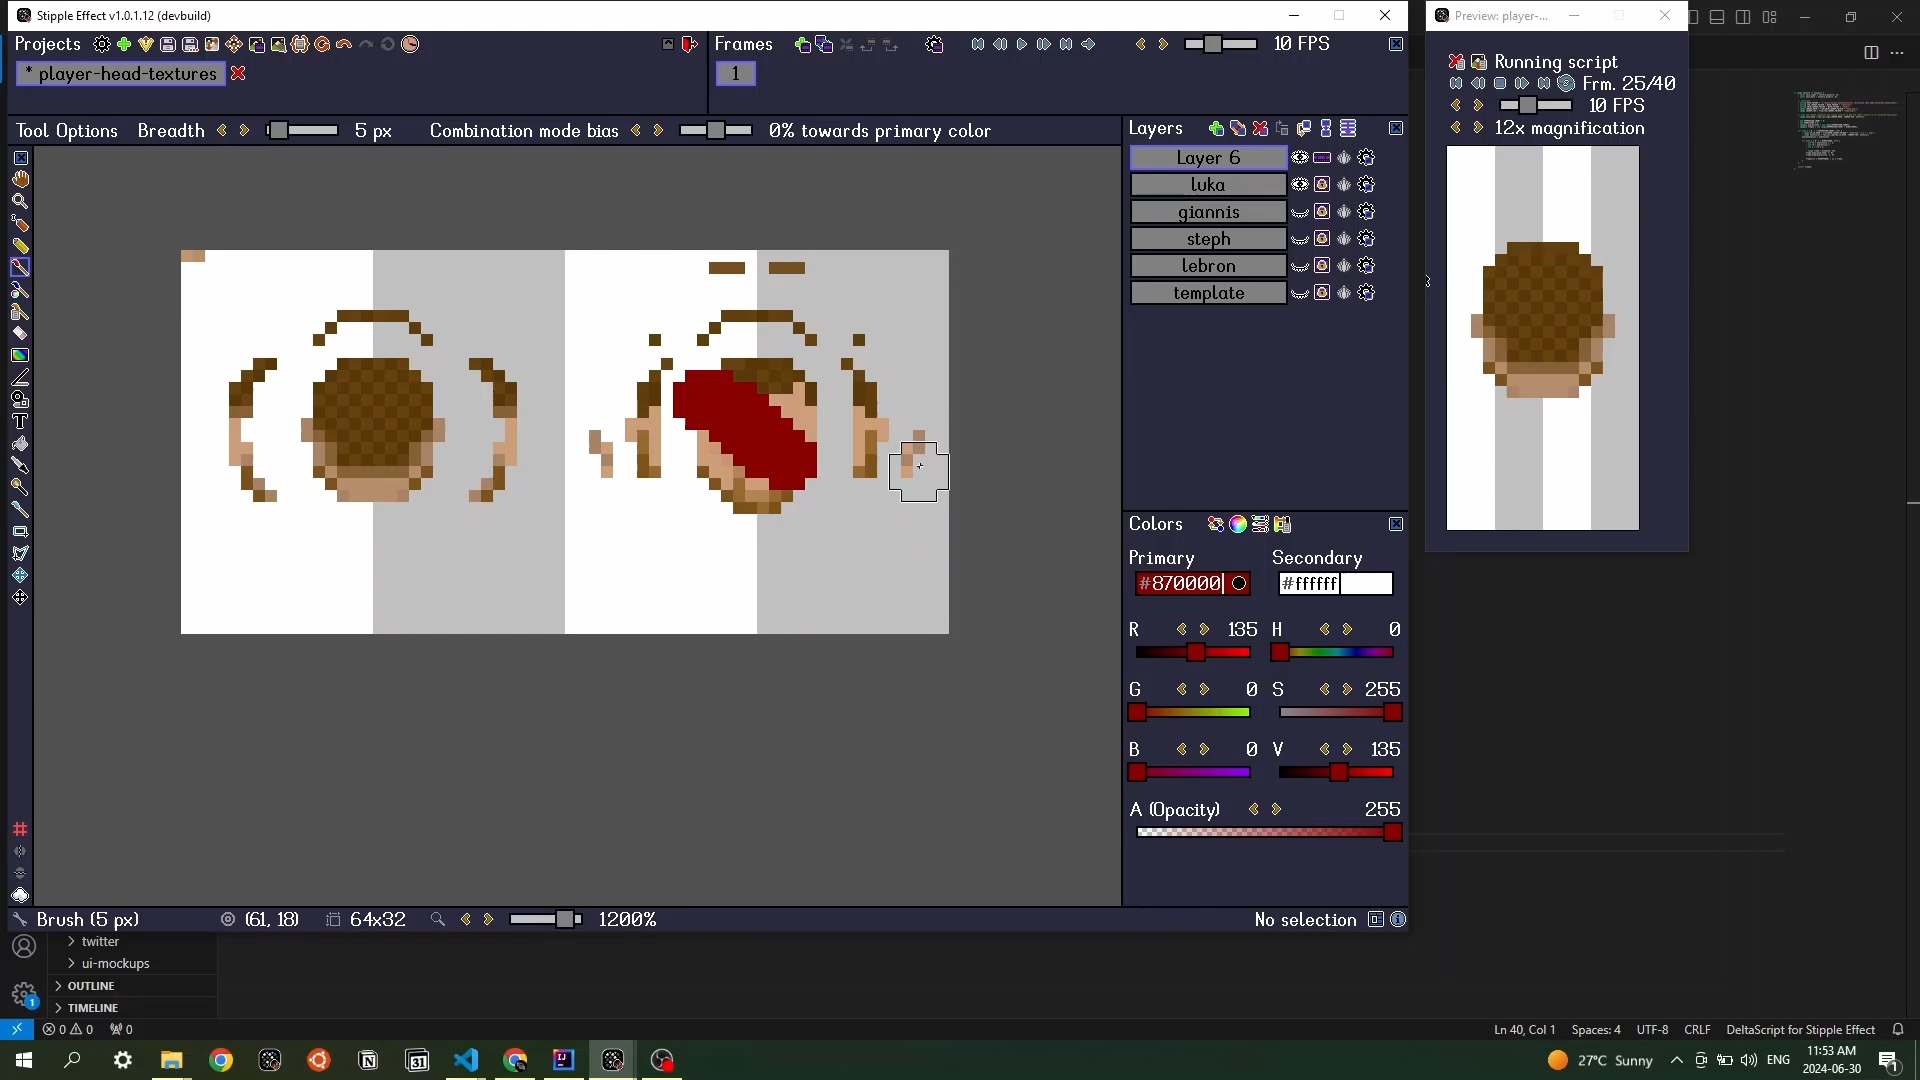 Stipple Effect v1.0.1.12 (devbuild)
Preview: player-...
Projects
Frames
10 FPS
* player-head-textures
1
Running script
Frm. 25/40
10 FPS
12x magnification
Tool Options
Breadth
5 px
Combination mode bias
0% towards primary color
Layers
Layer 6
luka
giannis
steph
lebron
template
Colors
Primary
Secondary
#870000
#ffffff
R
135
H
0
G
0
S
255
B
0
V
135
A (Opacity)
255
Brush (5 px)
(61, 18)
64x32
1200%
No selection
twitter
ui-mockups
OUTLINE
TIMELINE
0
0
0
Ln 40, Col 1
Spaces: 4
UTF-8
CRLF
DeltaScript for Stipple Effect
27°C Sunny
ENG
11:53 AM
2024-06-30